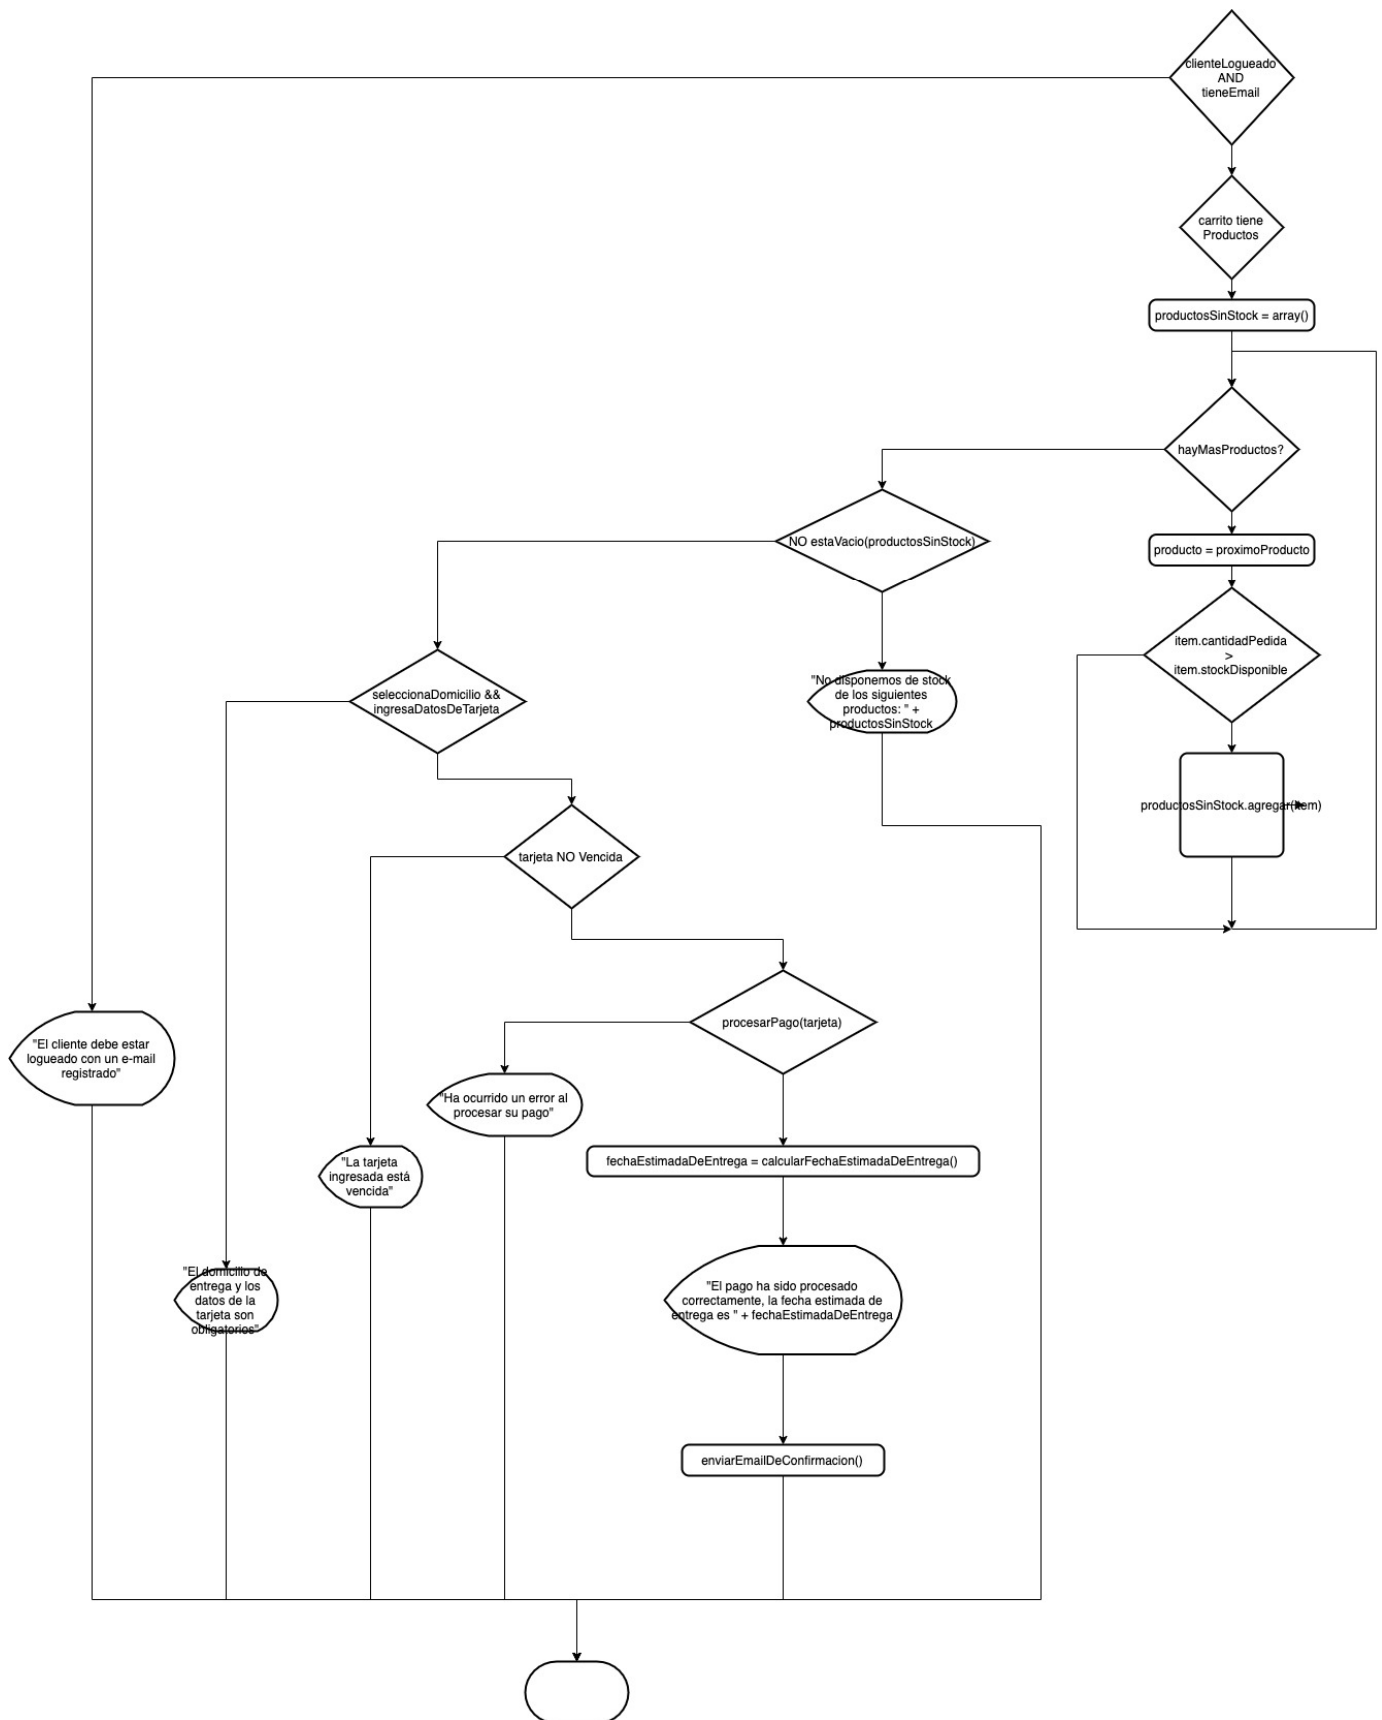 clienteLogueado
AND
tieneEmail
carrito tiene
Productos
productosSinStock = array()
hayMasProductos?
NO estaVacio(productosSinStock)
producto = proximoProducto
item.cantidadPedida
>
item.stockDisponible
"No disponemos de stock
de los siguientes
productos: " +
productosSinStock
seleccionaDomicilio &&
ingresaDatosDeTarjeta
productosSinStock.agregar(item)
tarjeta NO Vencida
procesarPago(tarjeta)
"El cliente debe estar
logueado con un e-mail
registrado"
"Ha ocurrido un error al
procesar su pago"
"La tarjeta
ingresada está
vencida"
fechaEstimadaDeEntrega = calcularFechaEstimadaDeEntrega()
"El domicilio de
entrega y los
datos de la
tarjeta son
obligatorios"
"El pago ha sido procesado
correctamente, la fecha estimada de
entrega es " + fechaEstimadaDeEntrega
enviarEmailDeConfirmacion()